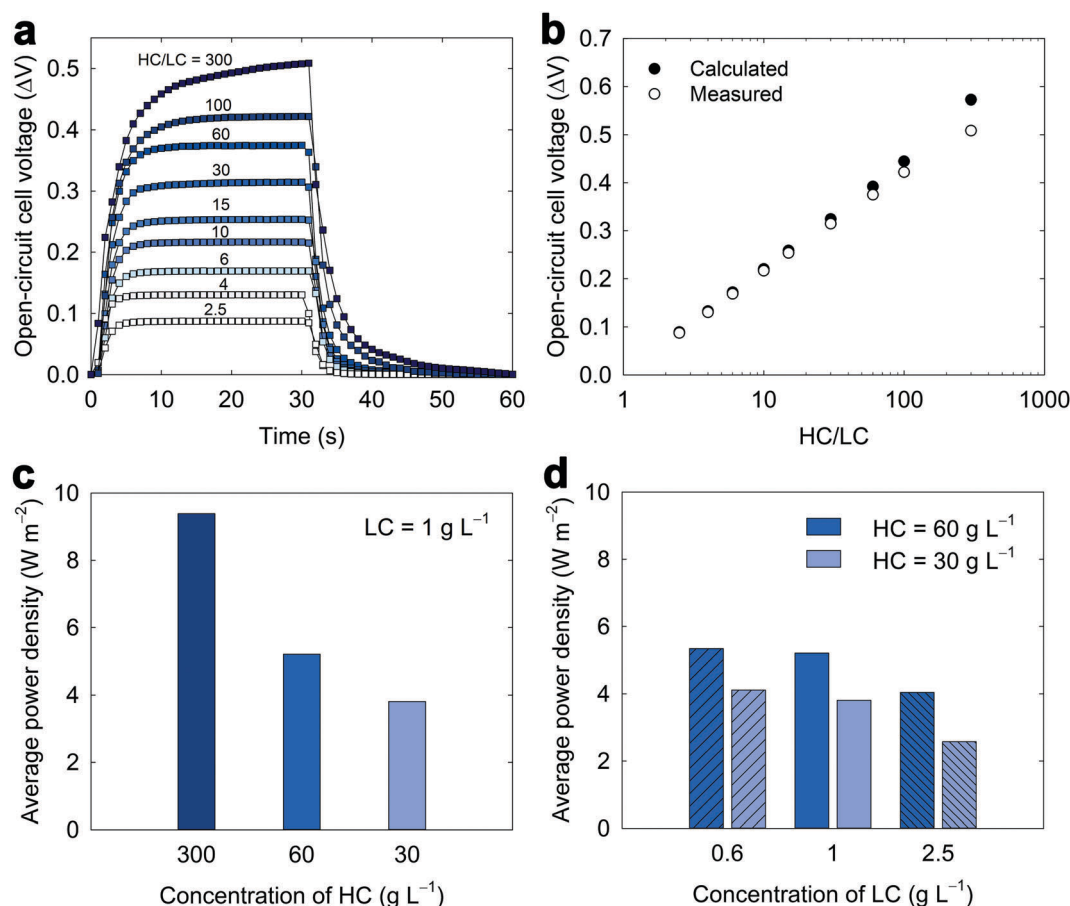 a
Open-circuit cell voltage (ΔV)
0.5
0.4
0.3
0.2
0.1
0.0
HC/LC = 300
100
60
30
15
10
6
4
2.5
0 10 20 30 40 50 60
Time (s)
b
Open-circuit cell voltage (ΔV)
0.7
0.6
0.5
0.4
0.3
0.2
0.1
0.0
Calculated
Measured
1 10 100 1000
HC/LC
c
Average power density (W m⁻²)
10
8
6
4
2
0
LC = 1 g L⁻¹
300 60 30
Concentration of HC (g L⁻¹)
d
Average power density (W m⁻²)
10
8
6
4
2
0
HC = 60 g L⁻¹
HC = 30 g L⁻¹
0.6 1 2.5
Concentration of LC (g L⁻¹)